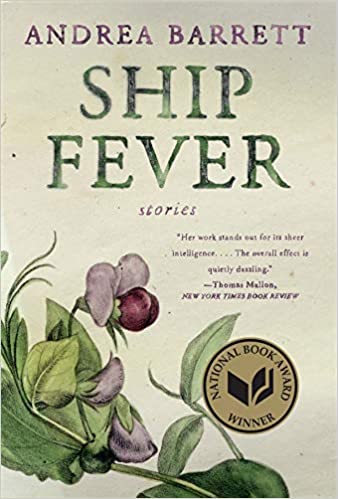 ANDREA BARRETT
SHIP
FEVER
stories
"Her work stands out for its sheer
intelligence. . . . The overall effect is
quietly dazzling."
—Thomas Mallon,
NEW YORK TIMES BOOK REVIEW
NATIONAL BOOK AWARD
WINNER